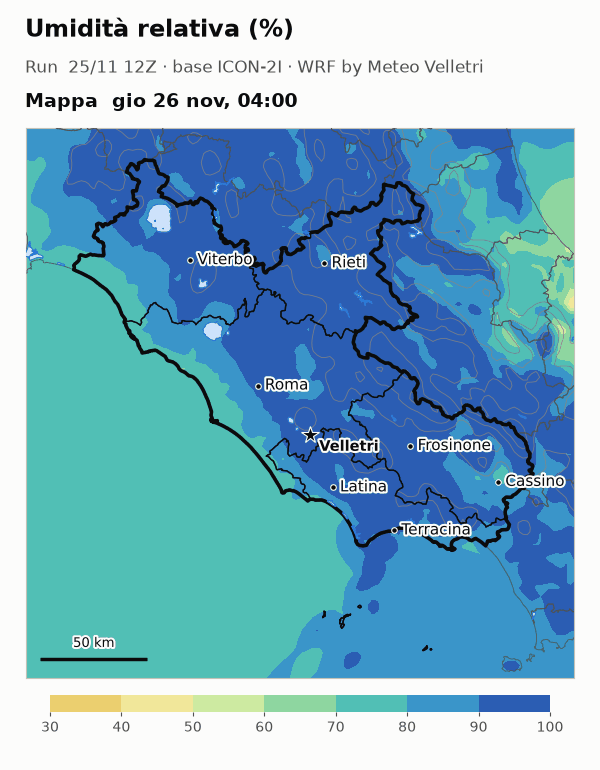 Umidità relativa (%)
Run  25/11 12Z · base ICON-2I · WRF by Meteo Velletri
Mappa  gio 26 nov, 04:00
Viterbo
Rieti
Roma
Velletri
Frosinone
Cassino
Latina
Terracina
50 km
30 40 50 60 70 80 90 100